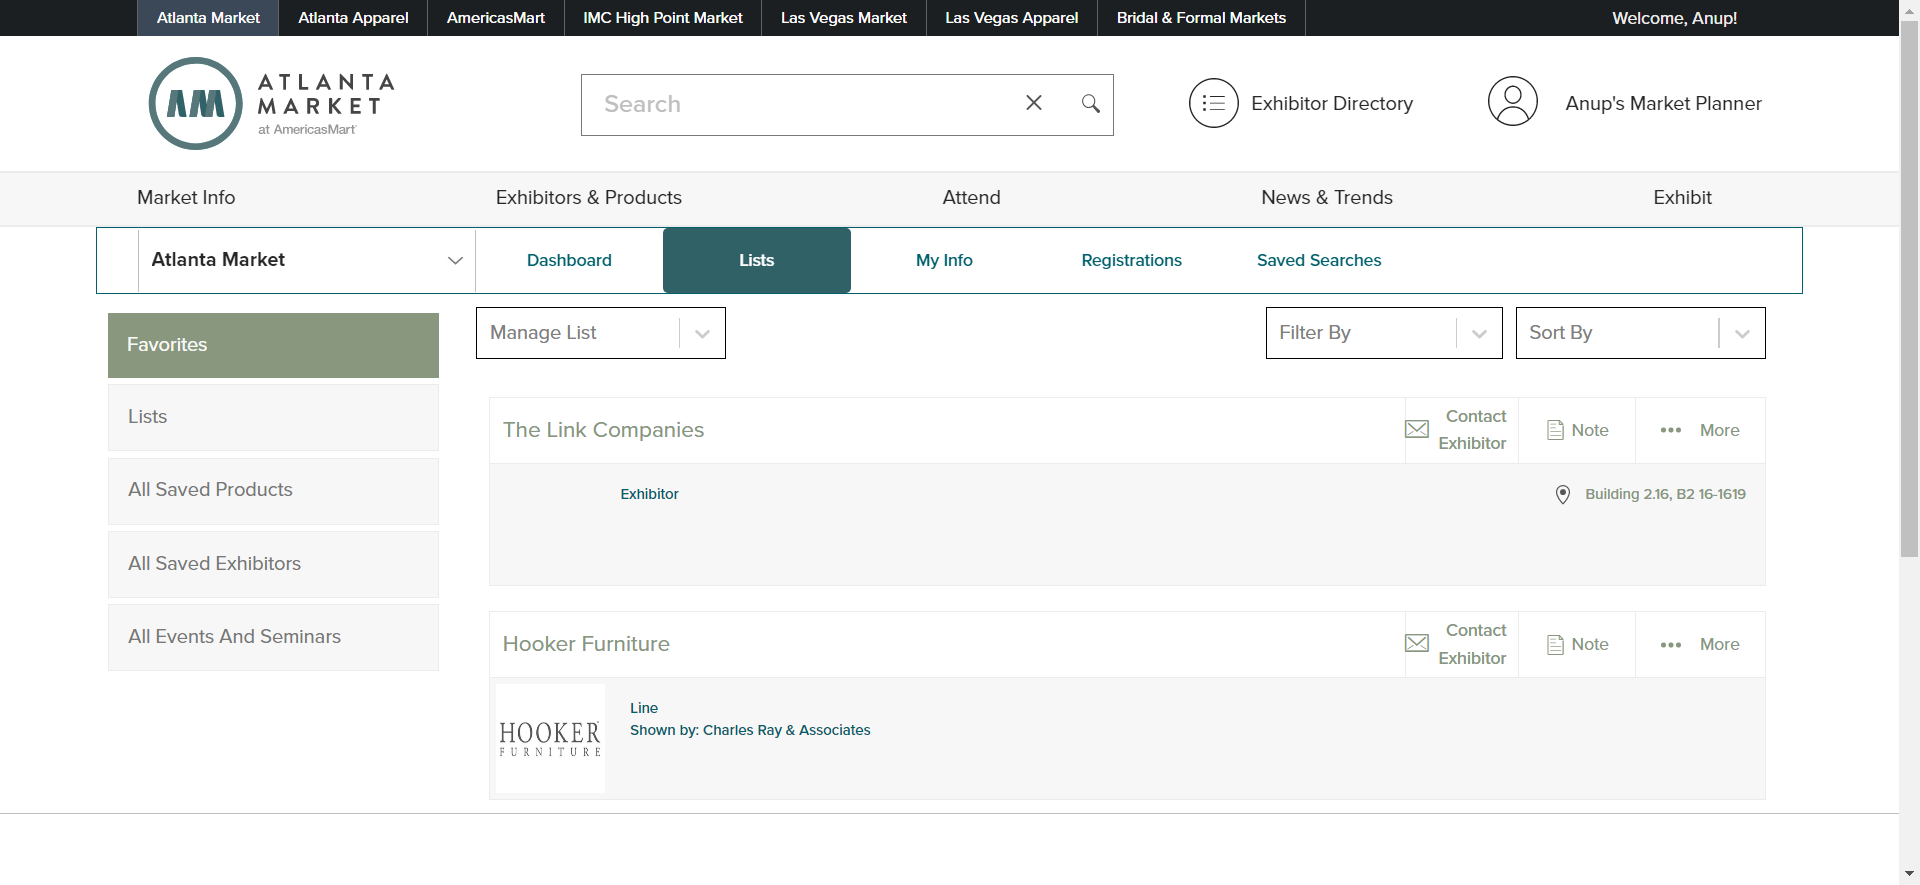 Atlanta Market Atlanta Apparel AmericasMart IMC High Point Market Las Vegas Market Las Vegas Apparel Bridal & Formal Markets Welcome, Anup!
ATLANTA
MARKET
at AmericasMart
Search
Exhibitor Directory
Anup's Market Planner
Market Info Exhibitors & Products Attend News & Trends Exhibit
Atlanta Market Dashboard Lists My Info Registrations Saved Searches
Favorites
Lists
All Saved Products
All Saved Exhibitors
All Events And Seminars
Manage List Filter By Sort By
The Link Companies
Contact
Exhibitor
Note
More
Exhibitor
Building 2.16, B2 16-1619
Hooker Furniture
Contact
Exhibitor
Note
More
HOOKER
FURNITURE
Line
Shown by: Charles Ray & Associates